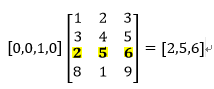 1 2 3
3 4 5
[0,0,1,0] 2 5 6 = [2,5,6]↵
8 1 9